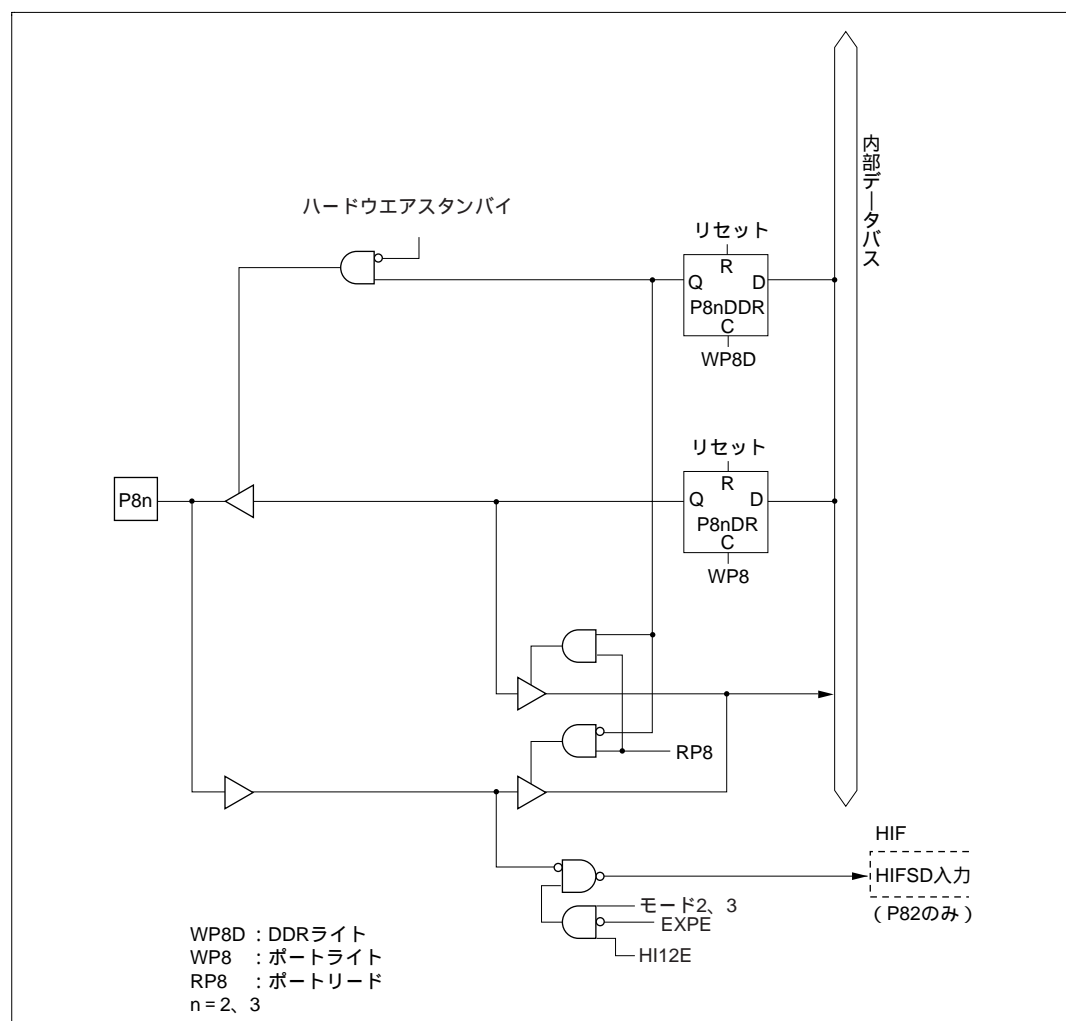 内部データバス
ハードウエアスタンバイ
リセット
R
Q D
P8nDDR
C
WP8D
リセット
R
P8n
Q D
P8nDR
C
WP8
RP8
HIF
HIFSD入力
(P82のみ)
モード2、3
EXPE
HI12E
WP8D : DDRライト
WP8 : ポートライト
RP8 : ポートリード
n = 2、3